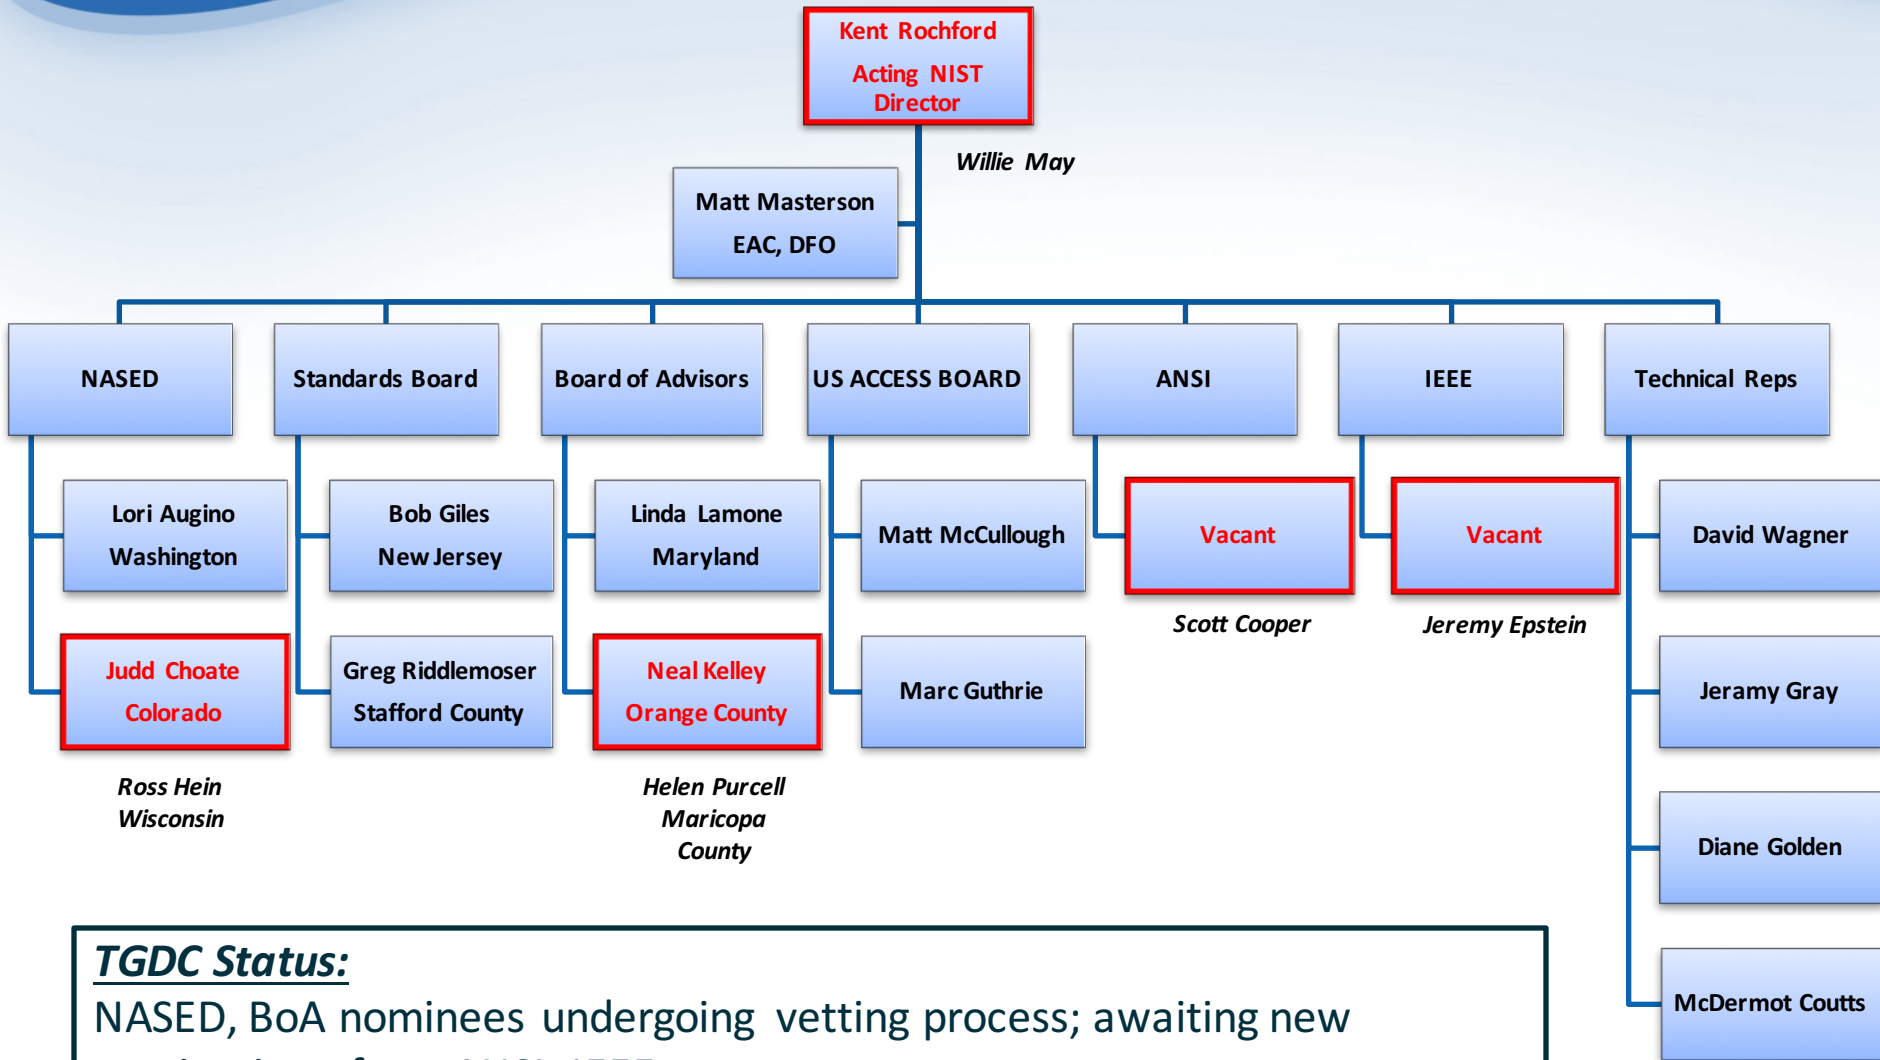 Kent Rochford
Acting NIST
Director
Willie May
Matt Masterson
EAC, DFO
NASED
Standards Board
Board of Advisors
US ACCESS BOARD
ANSI
IEEE
Technical Reps
Lori Augino
Washington
Bob Giles
New Jersey
Linda Lamone
Maryland
Matt McCullough
Vacant
Vacant
David Wagner
Scott Cooper
Jeremy Epstein
Judd Choate
Colorado
Greg Riddlemoser
Stafford County
Neal Kelley
Orange County
Marc Guthrie
Jeramy Gray
Ross Hein
Wisconsin
Helen Purcell
Maricopa
County
Diane Golden
McDermot Coutts
TGDC Status:
NASED, BoA nominees undergoing vetting process; awaiting new